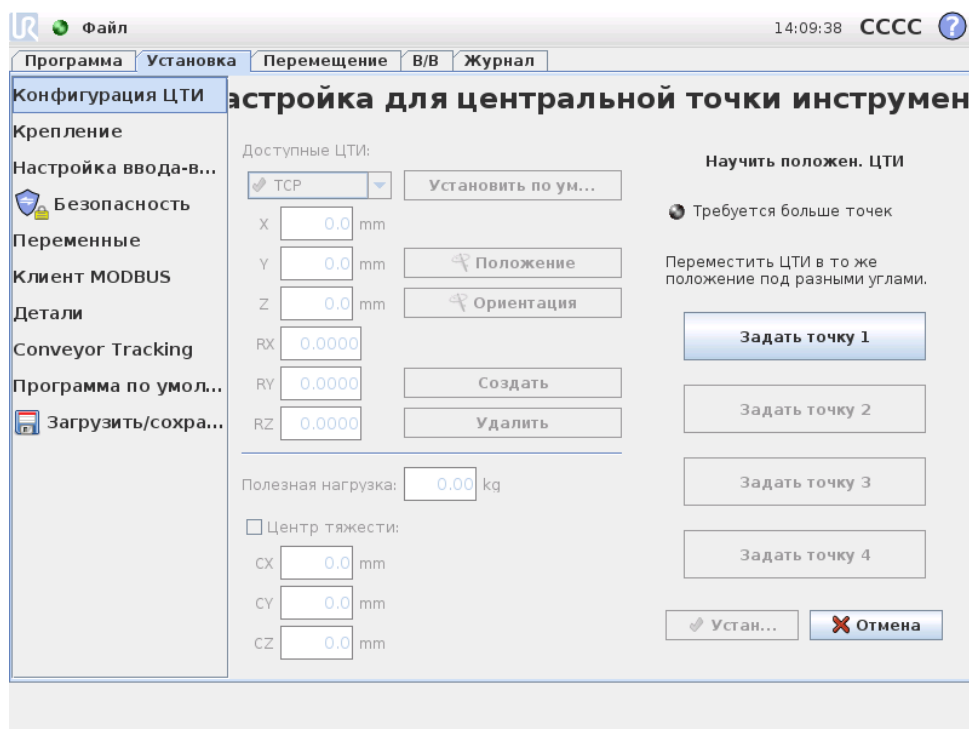 UR Файл 14:09:38 CCCC ?
Программа Установка Перемещение В/В Журнал
Конфигурация ЦТИ
Крепление
Настройка ввода-в...
Безопасность
Переменные
Клиент MODBUS
Детали
Conveyor Tracking
Программа по умол...
Загрузить/сохра...
астройка для центральной точки инструмен
Доступные ЦТИ:
TCP Установить по ум...
X 0.0 mm
Y 0.0 mm Положение
Z 0.0 mm Ориентация
RX 0.0000
RY 0.0000 Создать
RZ 0.0000 Удалить
Полезная нагрузка: 0.00 kg
Центр тяжести:
CX 0.0 mm
CY 0.0 mm
CZ 0.0 mm
Научить положен. ЦТИ
Требуется больше точек
Переместить ЦТИ в то же
положение под разными углами.
Задать точку 1
Задать точку 2
Задать точку 3
Задать точку 4
Устан... Отмена